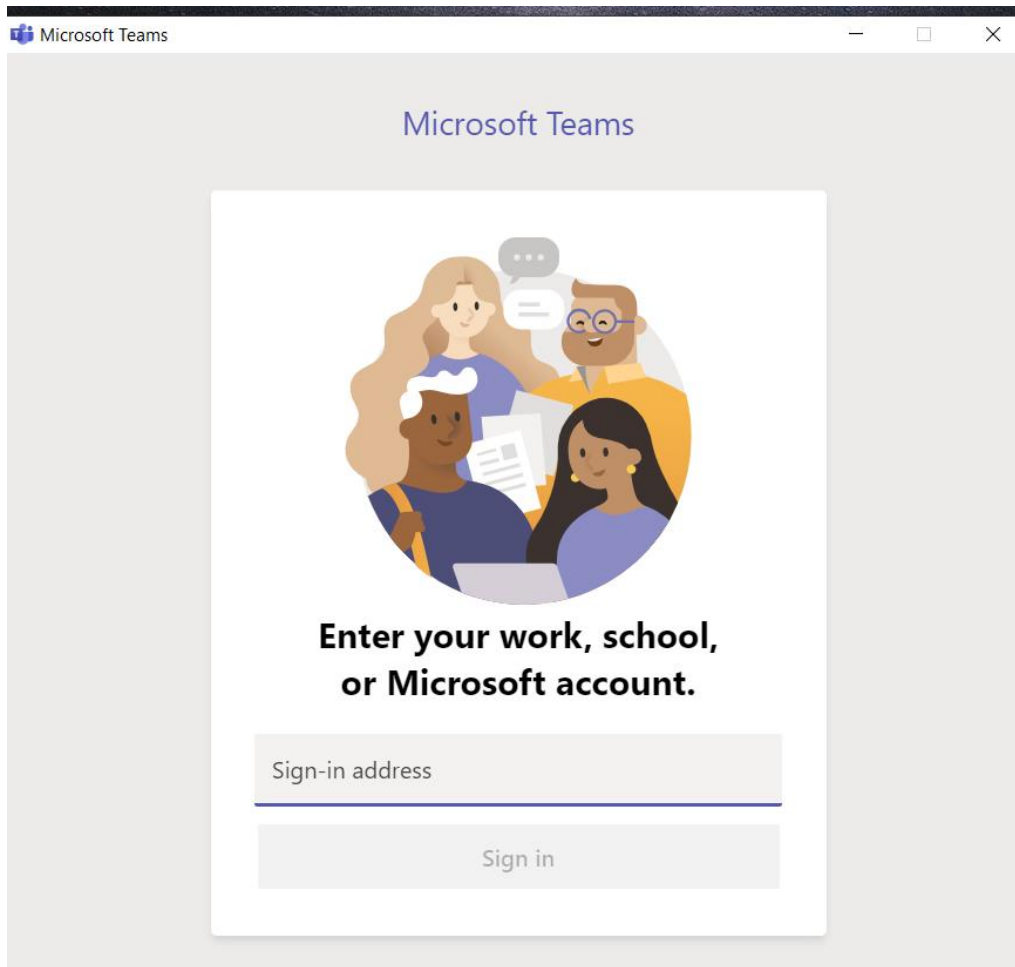 Microsoft Teams
Microsoft Teams
Enter your work, school,
or Microsoft account.
Sign-in address
Sign in